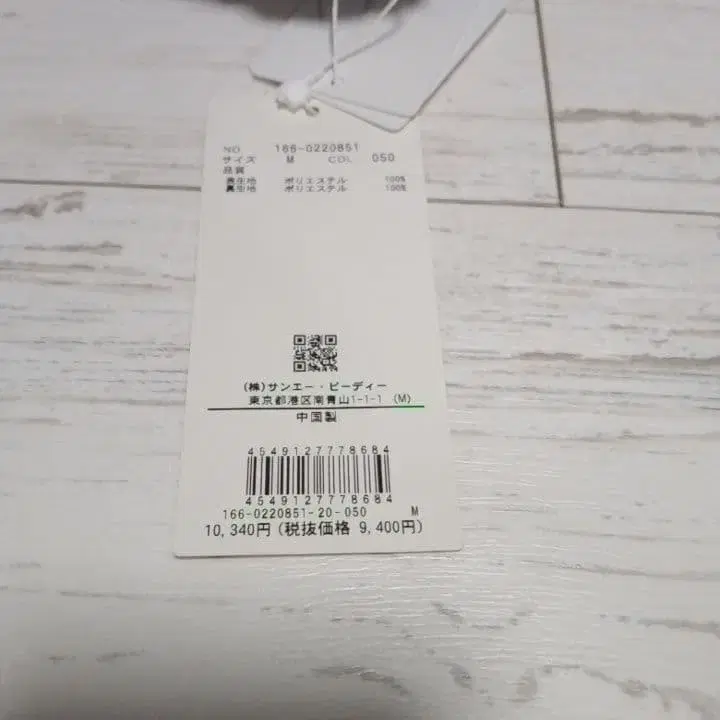 NO. 166-0220851
サイズ M COL 050
品質
表生地 ポリエステル 100%
裏生地 ポリエステル 100%
(株)サンエー・ビーディー
東京都港区南青山1-1-1 (M)
中国製
4549127778684
4549127778684
166-0220851-20-050 M
10,340円(税抜価格 9,400円)